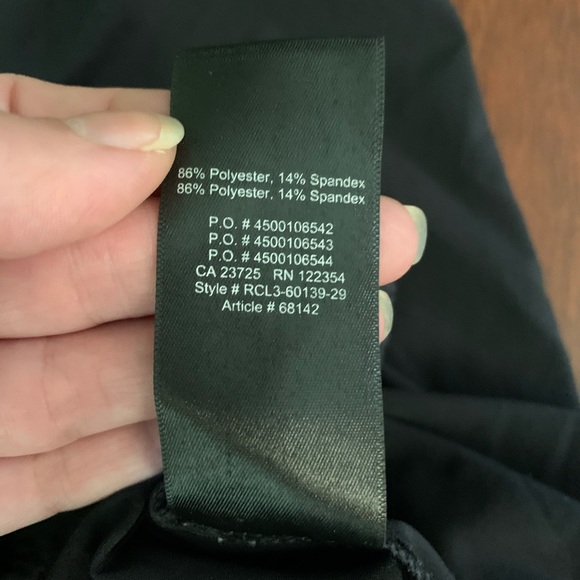 86% Polyester, 14% Spandex
86% Polyester, 14% Spandex
P.O. # 4500106542
P.O. # 4500106543
P.O. # 4500106544
CA 23725 RN 122354
Style # RCL3-60139-29
Article # 68142